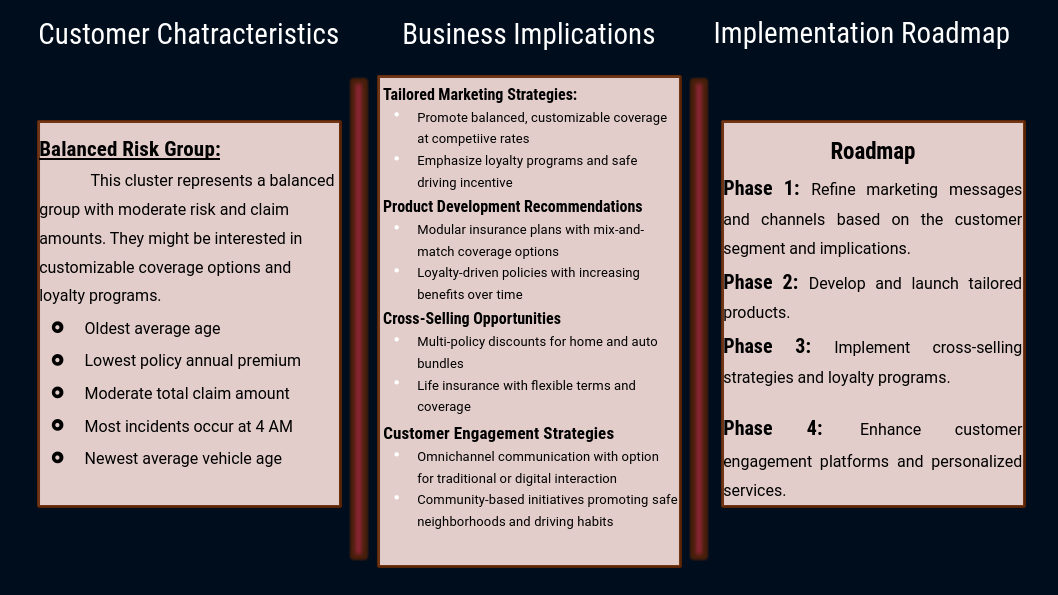 Customer Chatracteristics
Balanced Risk Group:
This cluster represents a balanced
group with moderate risk and claim
amounts. They might be interested in
customizable coverage options and
loyalty programs.
Oldest average age
Lowest policy annual premium
Moderate total claim amount
Most incidents occur at 4 AM
Newest average vehicle age
Business Implications
Tailored Marketing Strategies:
Promote balanced, customizable coverage
at competiive rates
Emphasize loyalty programs and safe
driving incentive
Product Development Recommendations
Modular insurance plans with mix-and-
match coverage options
Loyalty-driven policies with increasing
benefits over time
Cross-Selling Opportunities
Multi-policy discounts for home and auto
bundles
Life insurance with flexible terms and
coverage
Customer Engagement Strategies
Omnichannel communication with option
for traditional or digital interaction
Community-based initiatives promoting safe
neighborhoods and driving habits
Implementation Roadmap
Roadmap
Phase 1: Refine marketing messages
and channels based on the customer
segment and implications.
Phase 2: Develop and launch tailored
products.
Phase 3: Implement cross-selling
strategies and loyalty programs.
Phase 4: Enhance customer
engagement platforms and personalized
services.